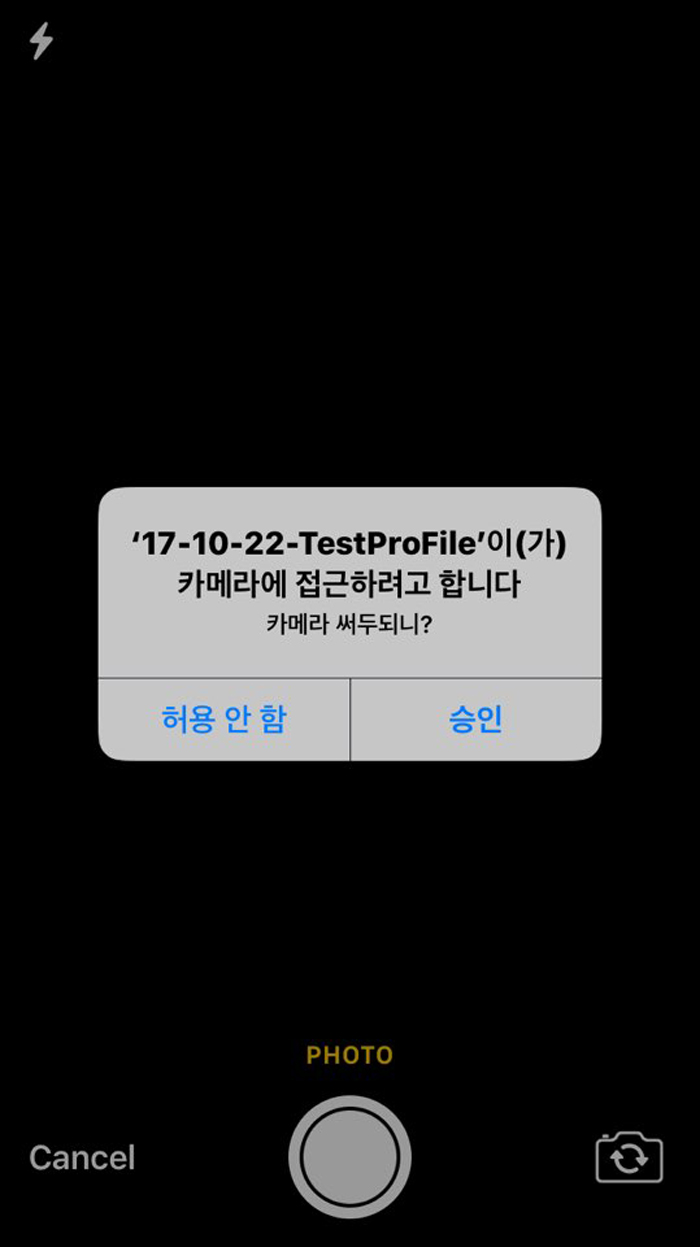 ‘17-10-22-TestProFile’이(가)
카메라에 접근하려고 합니다
카메라 써두되니?
허용 안 함
승인
PHOTO
Cancel